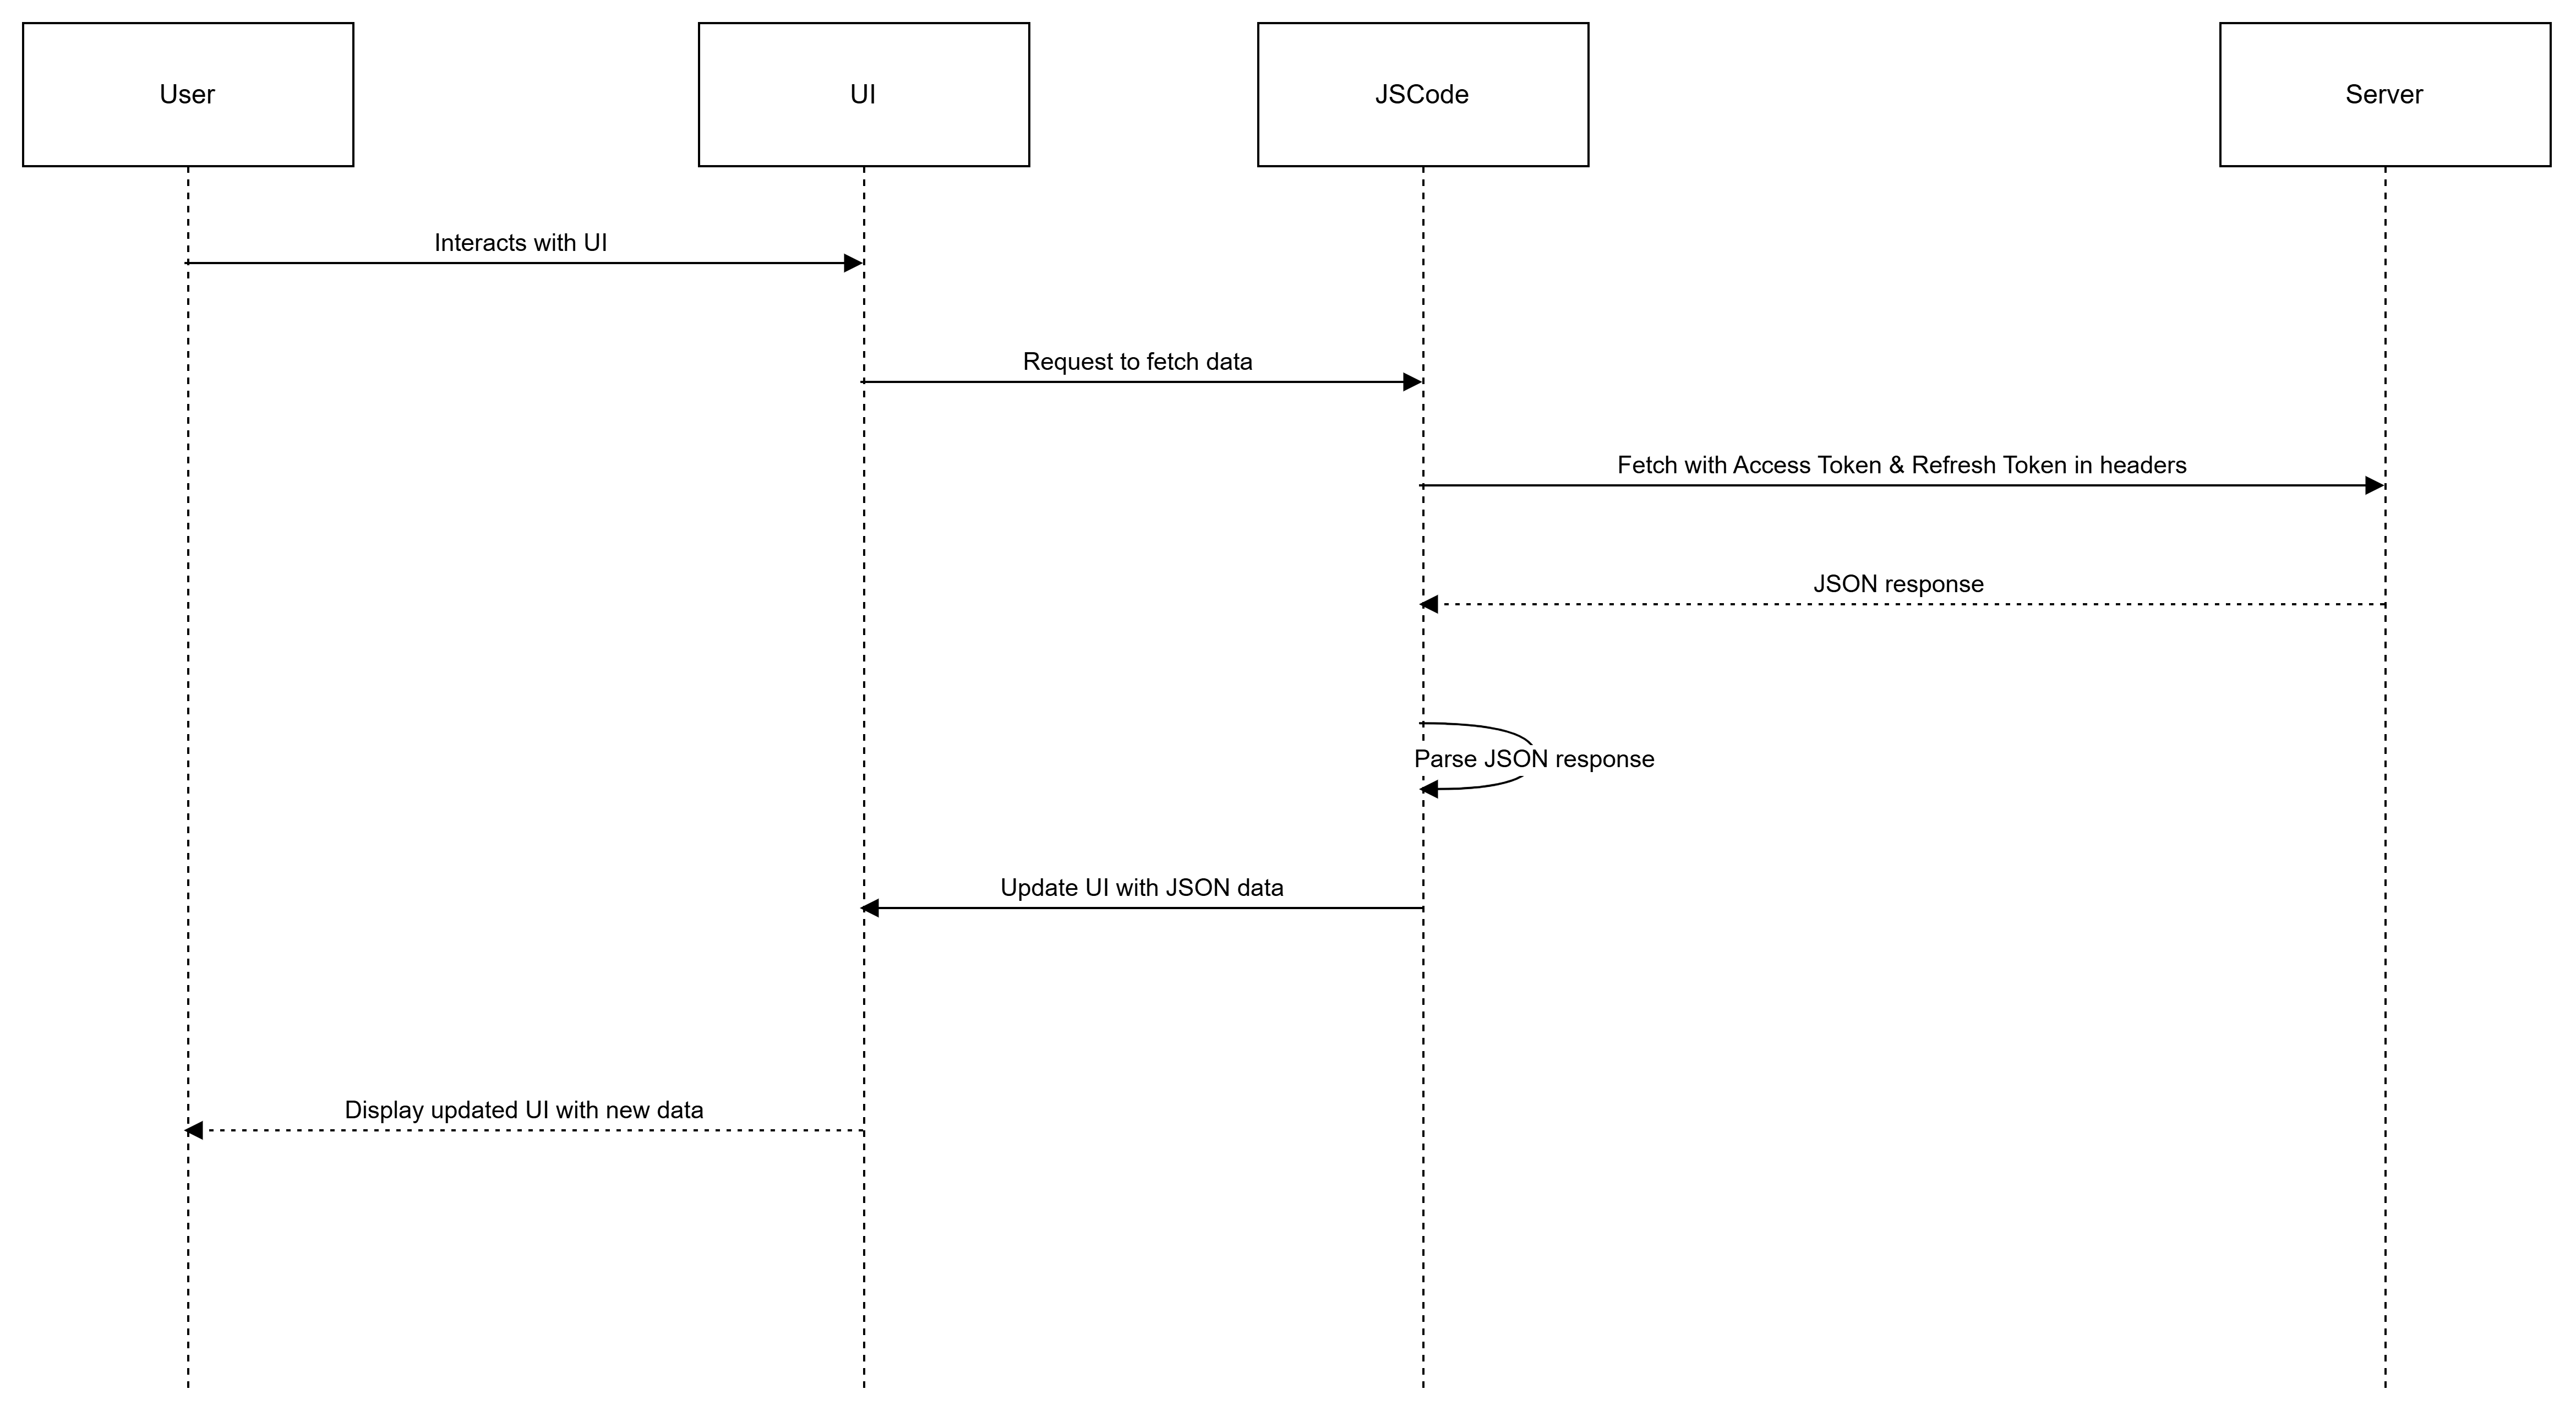 User
UI
JSCode
Server
Interacts with UI
Request to fetch data
Fetch with Access Token & Refresh Token in headers
JSON response
Parse JSON response
Update UI with JSON data
Display updated UI with new data